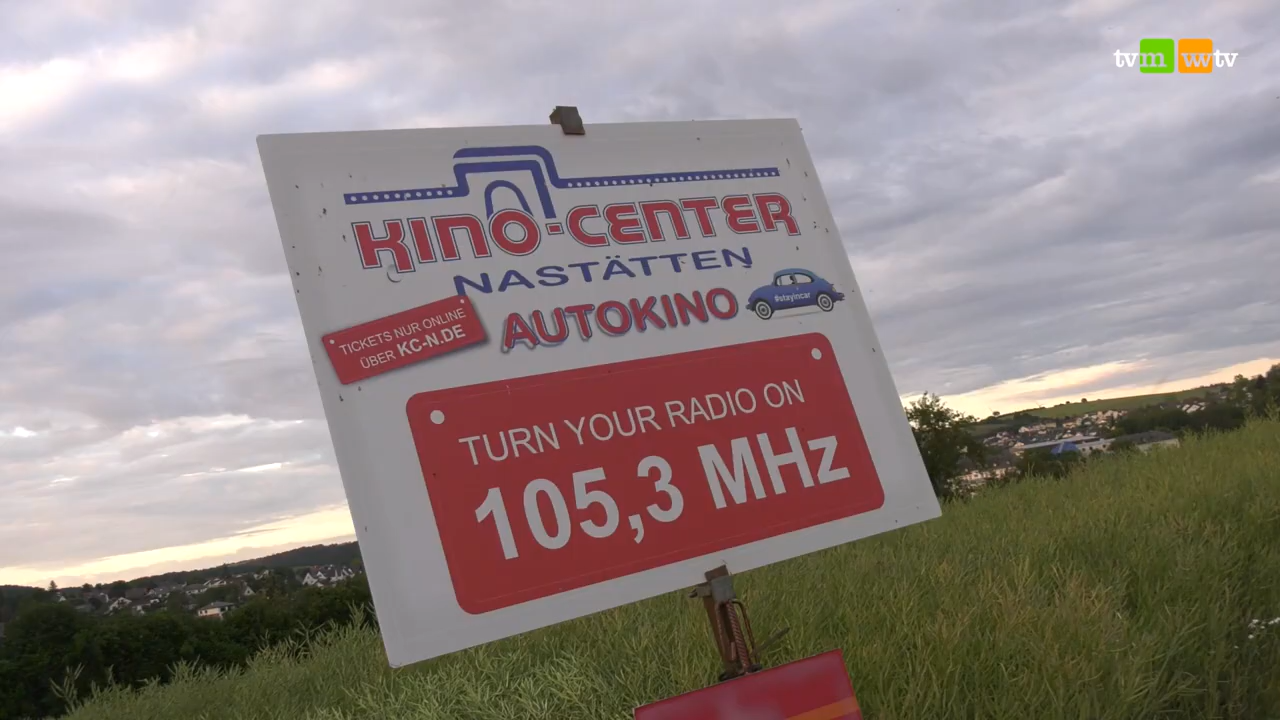 tvm wwtv
KINO-CENTER
NASTÄTTEN
AUTOKINO
#stayincar
TICKETS NUR ONLINE
ÜBER KC-N.DE
TURN YOUR RADIO ON
105,3 MHz